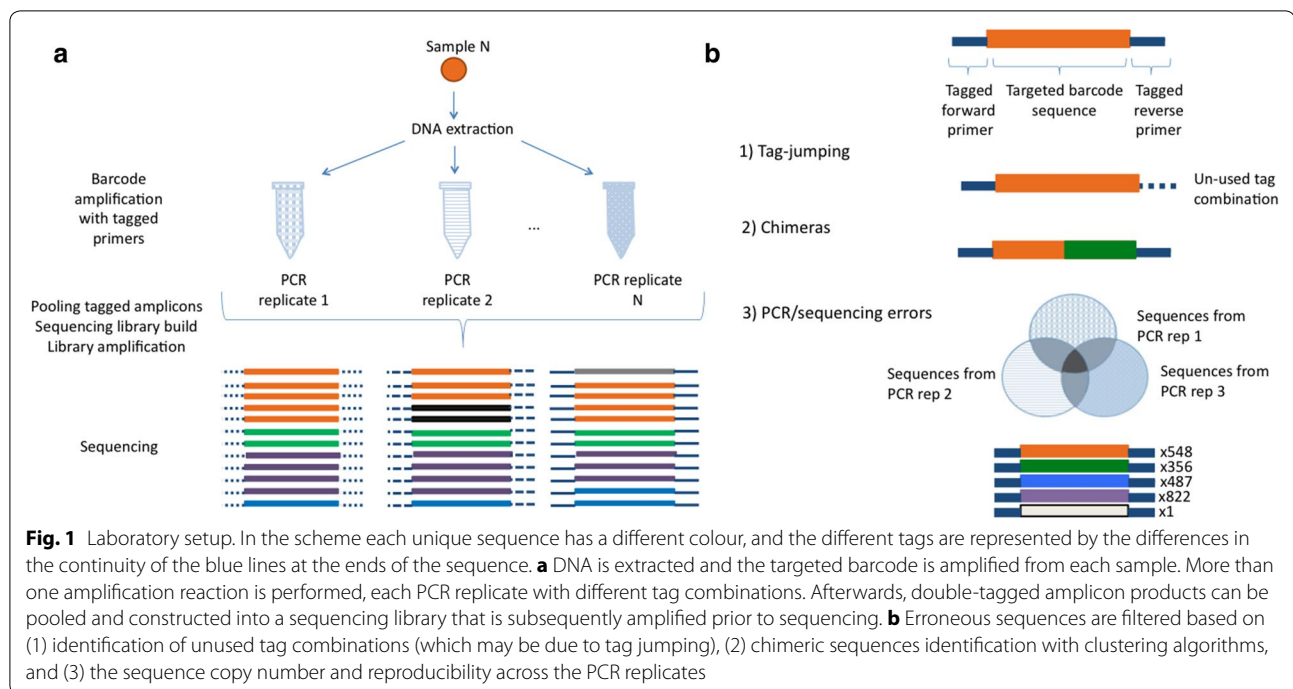 a
Sample N
DNA extraction
Barcode
amplification
with tagged
primers
...
PCR
replicate 1
PCR
replicate 2
PCR replicate
N
Pooling tagged amplicons
Sequencing library build
Library amplification
Sequencing
b
Tagged
forward
primer
Targeted barcode
sequence
Tagged
reverse
primer
1) Tag-jumping
Un-used tag
combination
2) Chimeras
3) PCR/sequencing errors
Sequences from
PCR rep 1
Sequences from
PCR rep 2
Sequences from
PCR rep 3
x548
x356
x487
x822
x1
Fig. 1 Laboratory setup. In the scheme each unique sequence has a different colour, and the different tags are represented by the differences in
the continuity of the blue lines at the ends of the sequence. a DNA is extracted and the targeted barcode is amplified from each sample. More than
one amplification reaction is performed, each PCR replicate with different tag combinations. Afterwards, double-tagged amplicon products can be
pooled and constructed into a sequencing library that is subsequently amplified prior to sequencing. b Erroneous sequences are filtered based on
(1) identification of unused tag combinations (which may be due to tag jumping), (2) chimeric sequences identification with clustering algorithms,
and (3) the sequence copy number and reproducibility across the PCR replicates